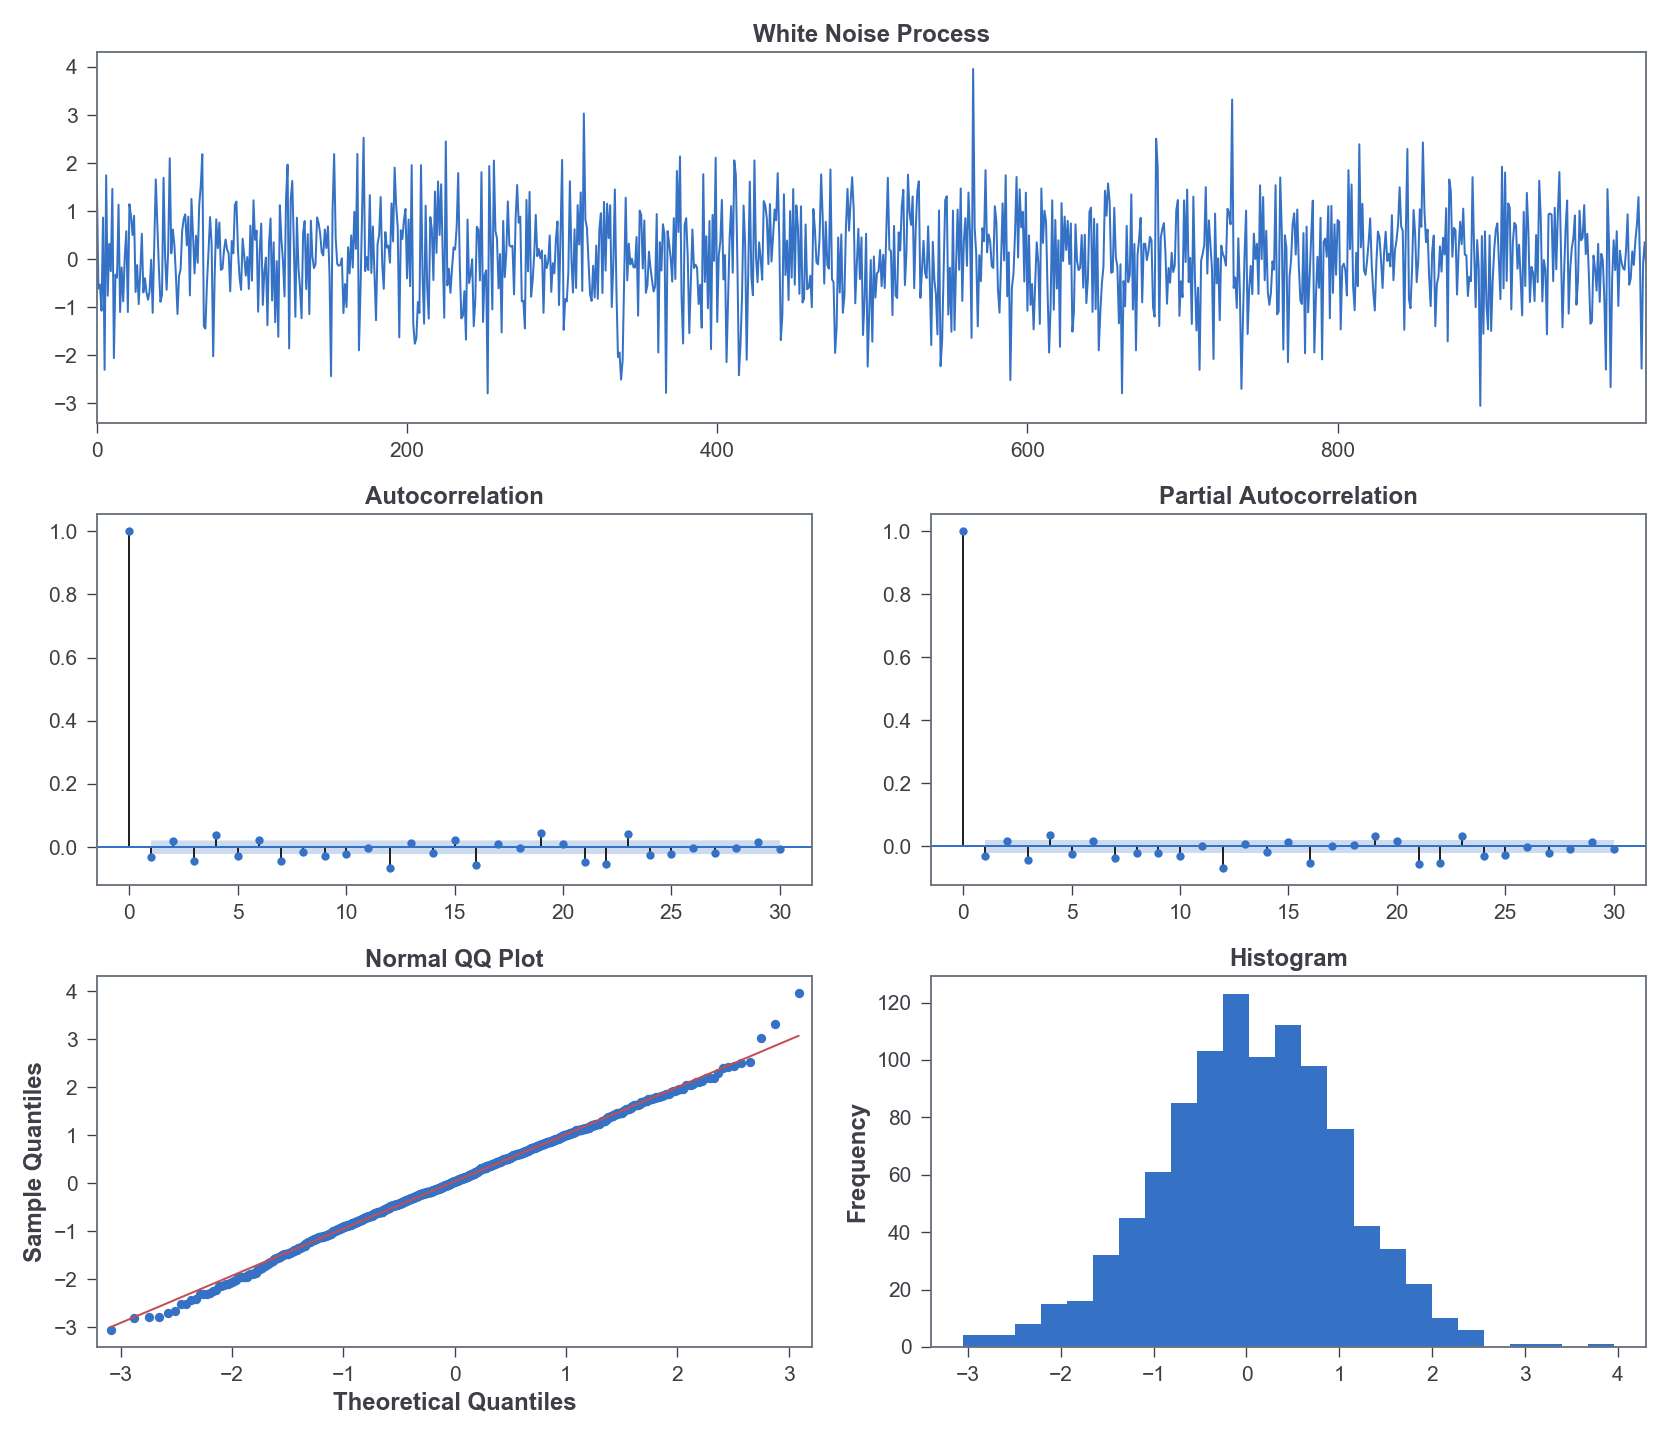 White Noise Process
4
3
2
1
0
−1
−2
−3
0 200 400 600 800
Autocorrelation
1.0
0.8
0.6
0.4
0.2
0.0
0 5 10 15 20 25 30
Partial Autocorrelation
1.0
0.8
0.6
0.4
0.2
0.0
0 5 10 15 20 25 30
Normal QQ Plot
Sample Quantiles
4
3
2
1
0
−1
−2
−3
−3 −2 −1 0 1 2 3
Theoretical Quantiles
Histogram
Frequency
120
100
80
60
40
20
0
−3 −2 −1 0 1 2 3 4